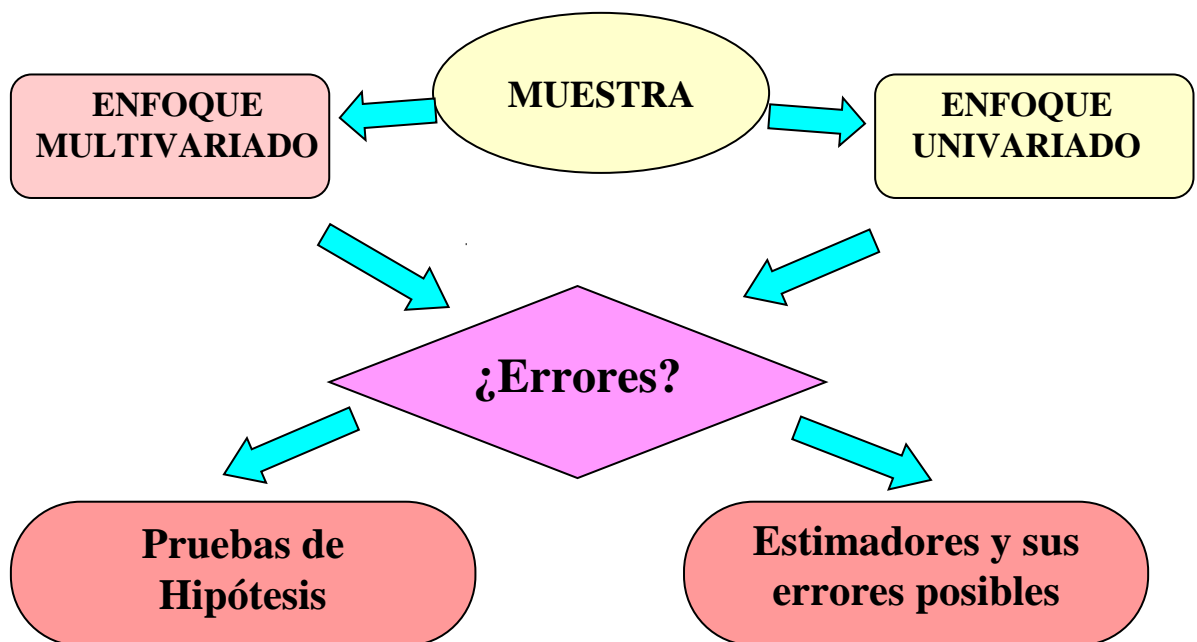 MUESTRA
ENFOQUE
MULTIVARIADO
ENFOQUE
UNIVARIADO
¿Errores?
Pruebas de
Hipótesis
Estimadores y sus
errores posibles